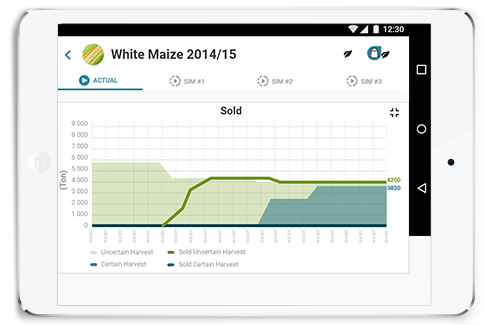 12:30
White Maize 2014/15
ACTUAL
SIM #1
SIM #2
SIM #3
Sold
9 000
8 000
7 000
6 000
5 000
4 000
3 000
2 000
1 000
0
(Ton)
4200
3850
Uncertain Harvest
Sold Uncertain Harvest
Certain Harvest
Sold Certain Harvest